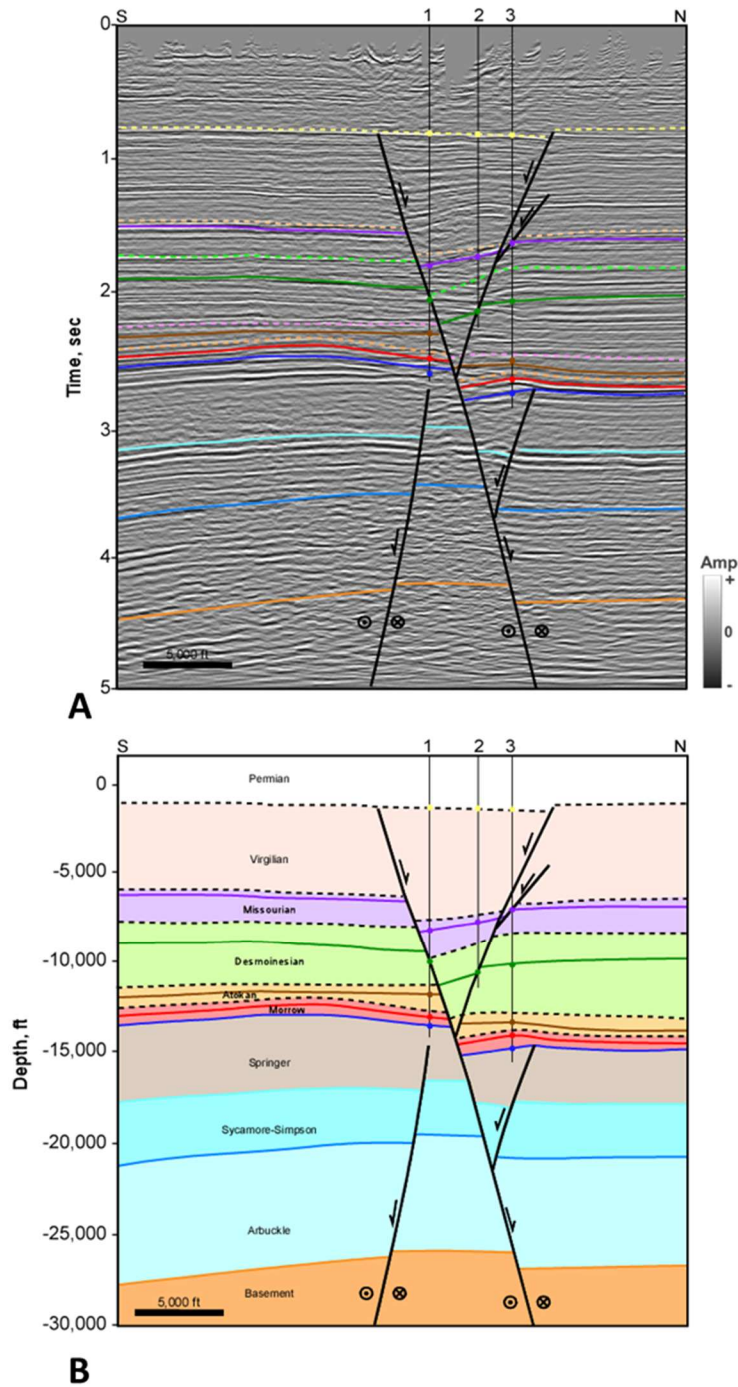 S 1 2 3 N
0
1
2
3
4
5
Time, sec
5,000 ft
Amp
+
0
-
A
S 1 2 3 N
0
-5,000
-10,000
-15,000
-20,000
-25,000
-30,000
Depth, ft
Permian
Virgilian
Missourian
Desmoinesian
Atokan
Morrow
Springer
Sycamore-Simpson
Arbuckle
Basement
5,000 ft
B